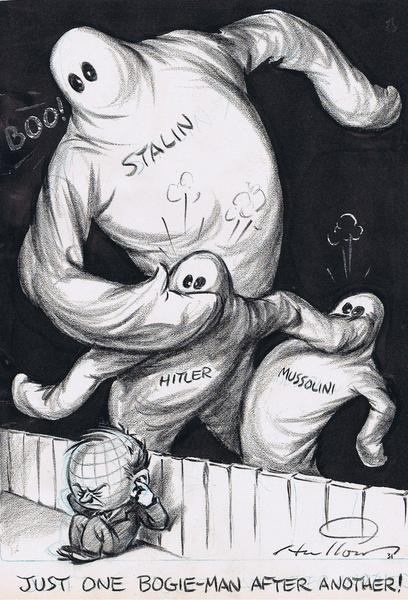 BOO!
STALIN
HITLER
MUSSOLINI
JUST ONE BOGIE-MAN AFTER ANOTHER!